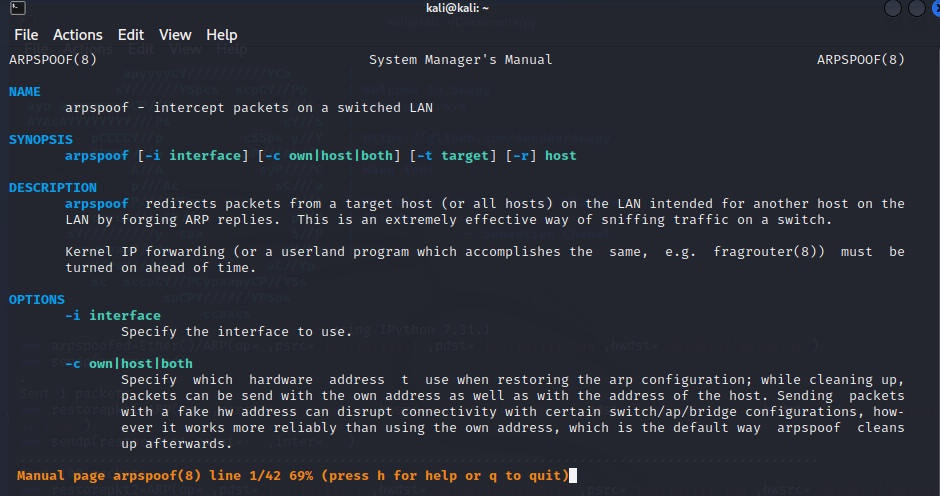 kali@kali: ~
File Actions Edit View Help
ARPSPOOF(8) System Manager's Manual ARPSPOOF(8)
NAME
arpspoof - intercept packets on a switched LAN
SYNOPSIS
arpspoof [-i interface] [-c own|host|both] [-t target] [-r] host
DESCRIPTION
arpspoof redirects packets from a target host (or all hosts) on the LAN intended for another host on the
LAN by forging ARP replies. This is an extremely effective way of sniffing traffic on a switch.
Kernel IP forwarding (or a userland program which accomplishes the same, e.g. fragrouter(8)) must be
turned on ahead of time.
OPTIONS
-i interface
Specify the interface to use.
-c own|host|both
Specify which hardware address t use when restoring the arp configuration; while cleaning up,
packets can be send with the own address as well as with the address of the host. Sending packets
with a fake hw address can disrupt connectivity with certain switch/ap/bridge configurations, how-
ever it works more reliably than using the own address, which is the default way arpspoof cleans
up afterwards.
Manual page arpspoof(8) line 1/42 69% (press h for help or q to quit)